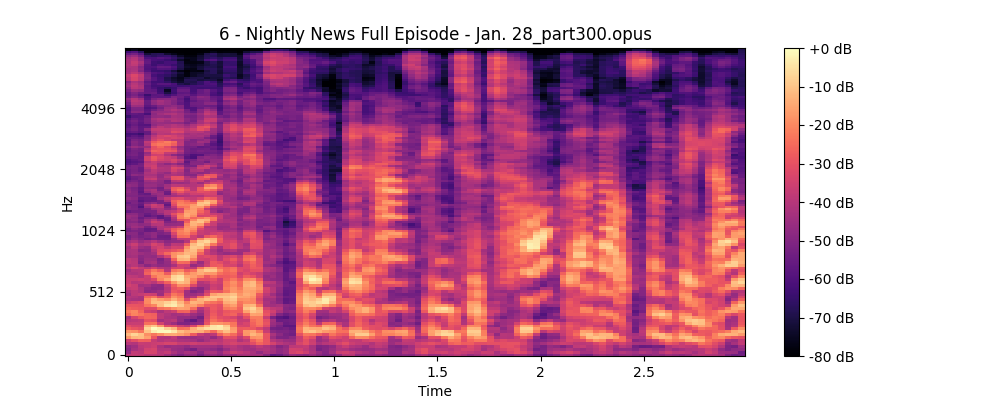 6 - Nightly News Full Episode - Jan. 28_part300.opus
Hz
4096
2048
1024
512
0
0
0.5
1
1.5
2
2.5
Time
+0 dB
-10 dB
-20 dB
-30 dB
-40 dB
-50 dB
-60 dB
-70 dB
-80 dB